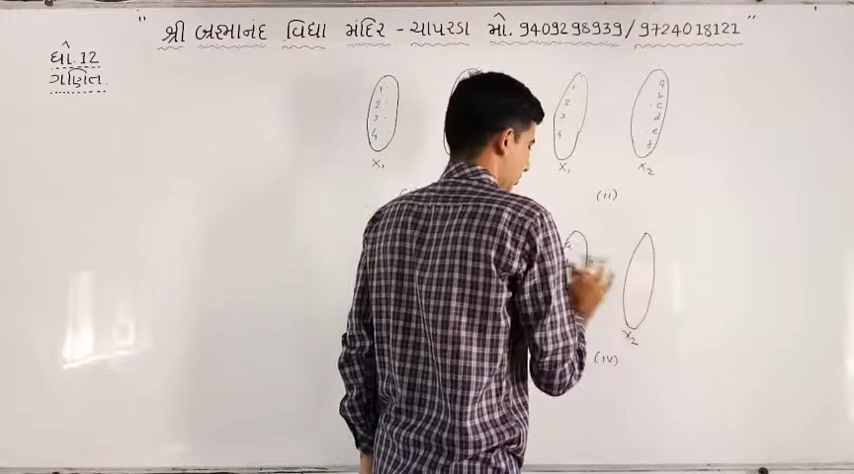 " શ્રી બ્રહ્માનંદ વિદ્યા મંદિર - ચાપરડા મો. 9409298939/9724018121 "
ધો. 12
ગણિત.
1
2
3
4
X₁
1
2
3
4
X₁
a
b
c
d
e
f
X₂
(ii)
X₂
(iv)